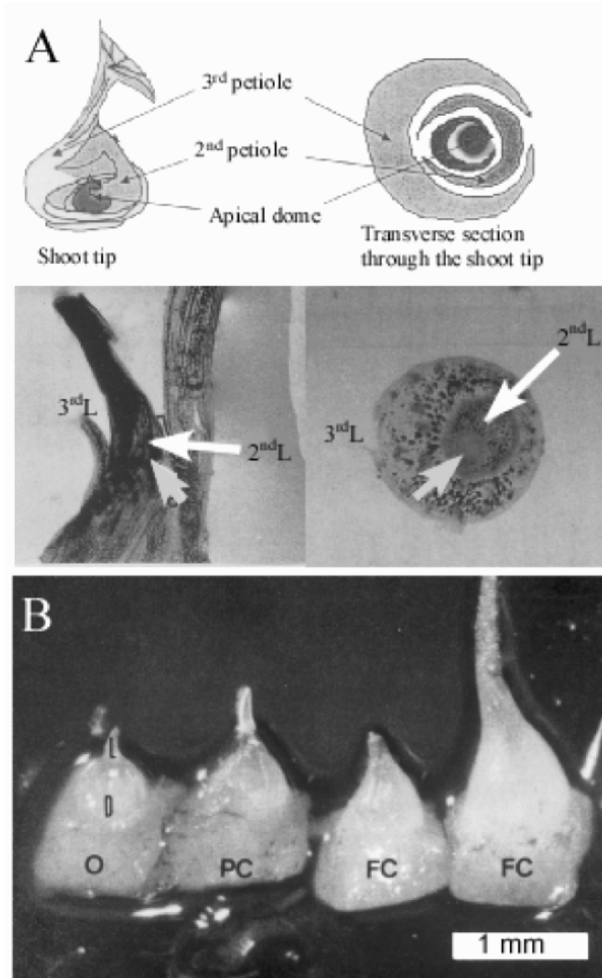 A
3rd petiole
2nd petiole
Apical dome
Shoot tip
Transverse section
through the shoot tip
2ndL
3rdL
2ndL
3rdL
B
L
D
O
PC
FC
FC
1 mm